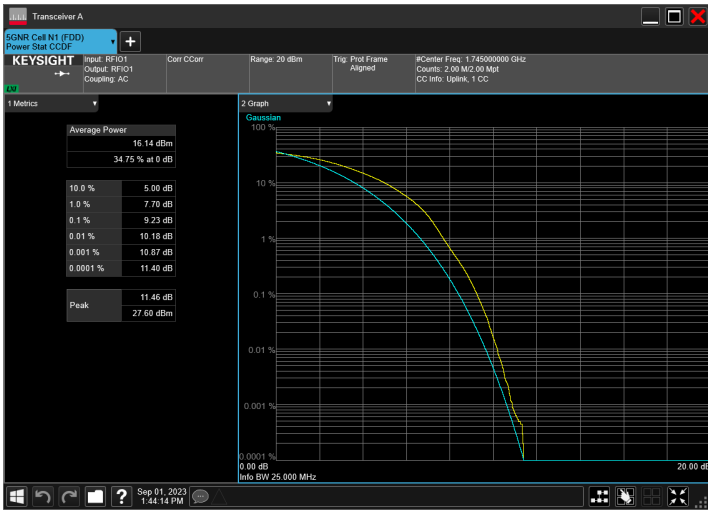 Transceiver A
5GNR Cell N1 (FDD)
Power Stat CCDF
KEYSIGHT
LXI
Input: RFIO1
Output: RFIO1
Coupling: AC
Corr CCorr
Range: 20 dBm
Trig: Prot Frame
Aligned
#Center Freq: 1.745000000 GHz
Counts: 2.00 M/2.00 Mpt
CC Info: Uplink, 1 CC
1 Metrics
Average Power
16.14 dBm
34.75 % at 0 dB
10.0 % 5.00 dB
1.0 % 7.70 dB
0.1 % 9.23 dB
0.01 % 10.18 dB
0.001 % 10.87 dB
0.0001 % 11.40 dB
Peak
11.46 dB
27.60 dBm
2 Graph
Gaussian
100 %
10 %
1 %
0.1 %
0.01 %
0.001 %
0.0001 %
0.00 dB
20.00 dB
Info BW 25.000 MHz
Sep 01, 2023
1:44:14 PM